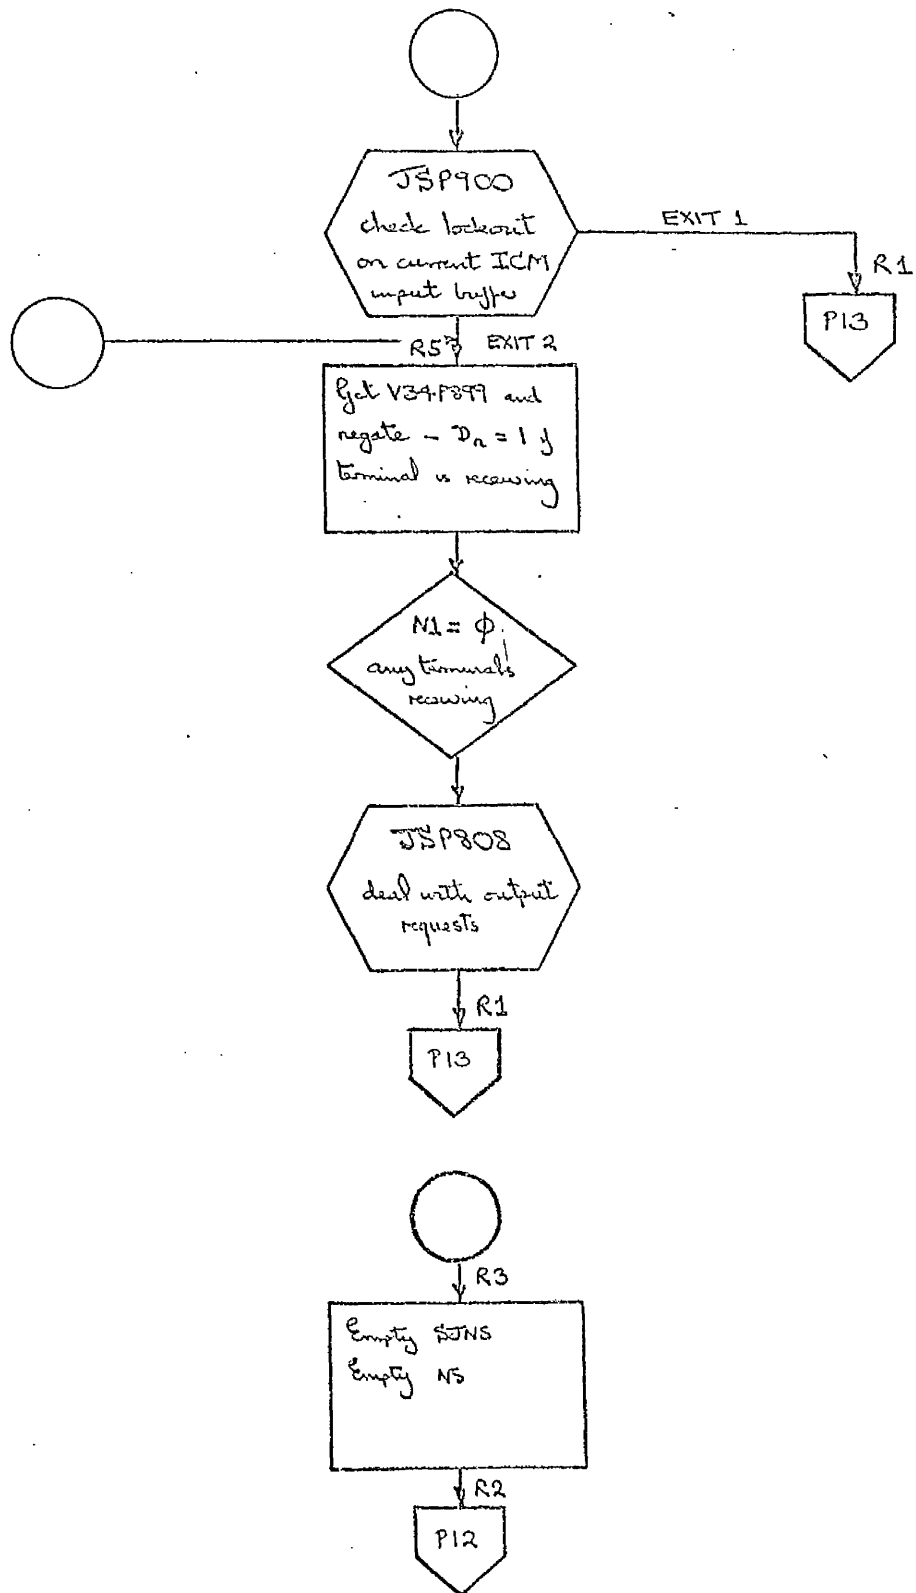 JSP900
check lockout
on current ICM
input buffer
EXIT 1
R1
P13
R5
EXIT 2
Get V34P899 and
negate – Dn = 1 if
terminal is receiving
N1 = Φ;
any terminals
receiving
JSP808
deal with output
requests
R1
P13
R3
Empty SJNS
Empty NS
R2
P12